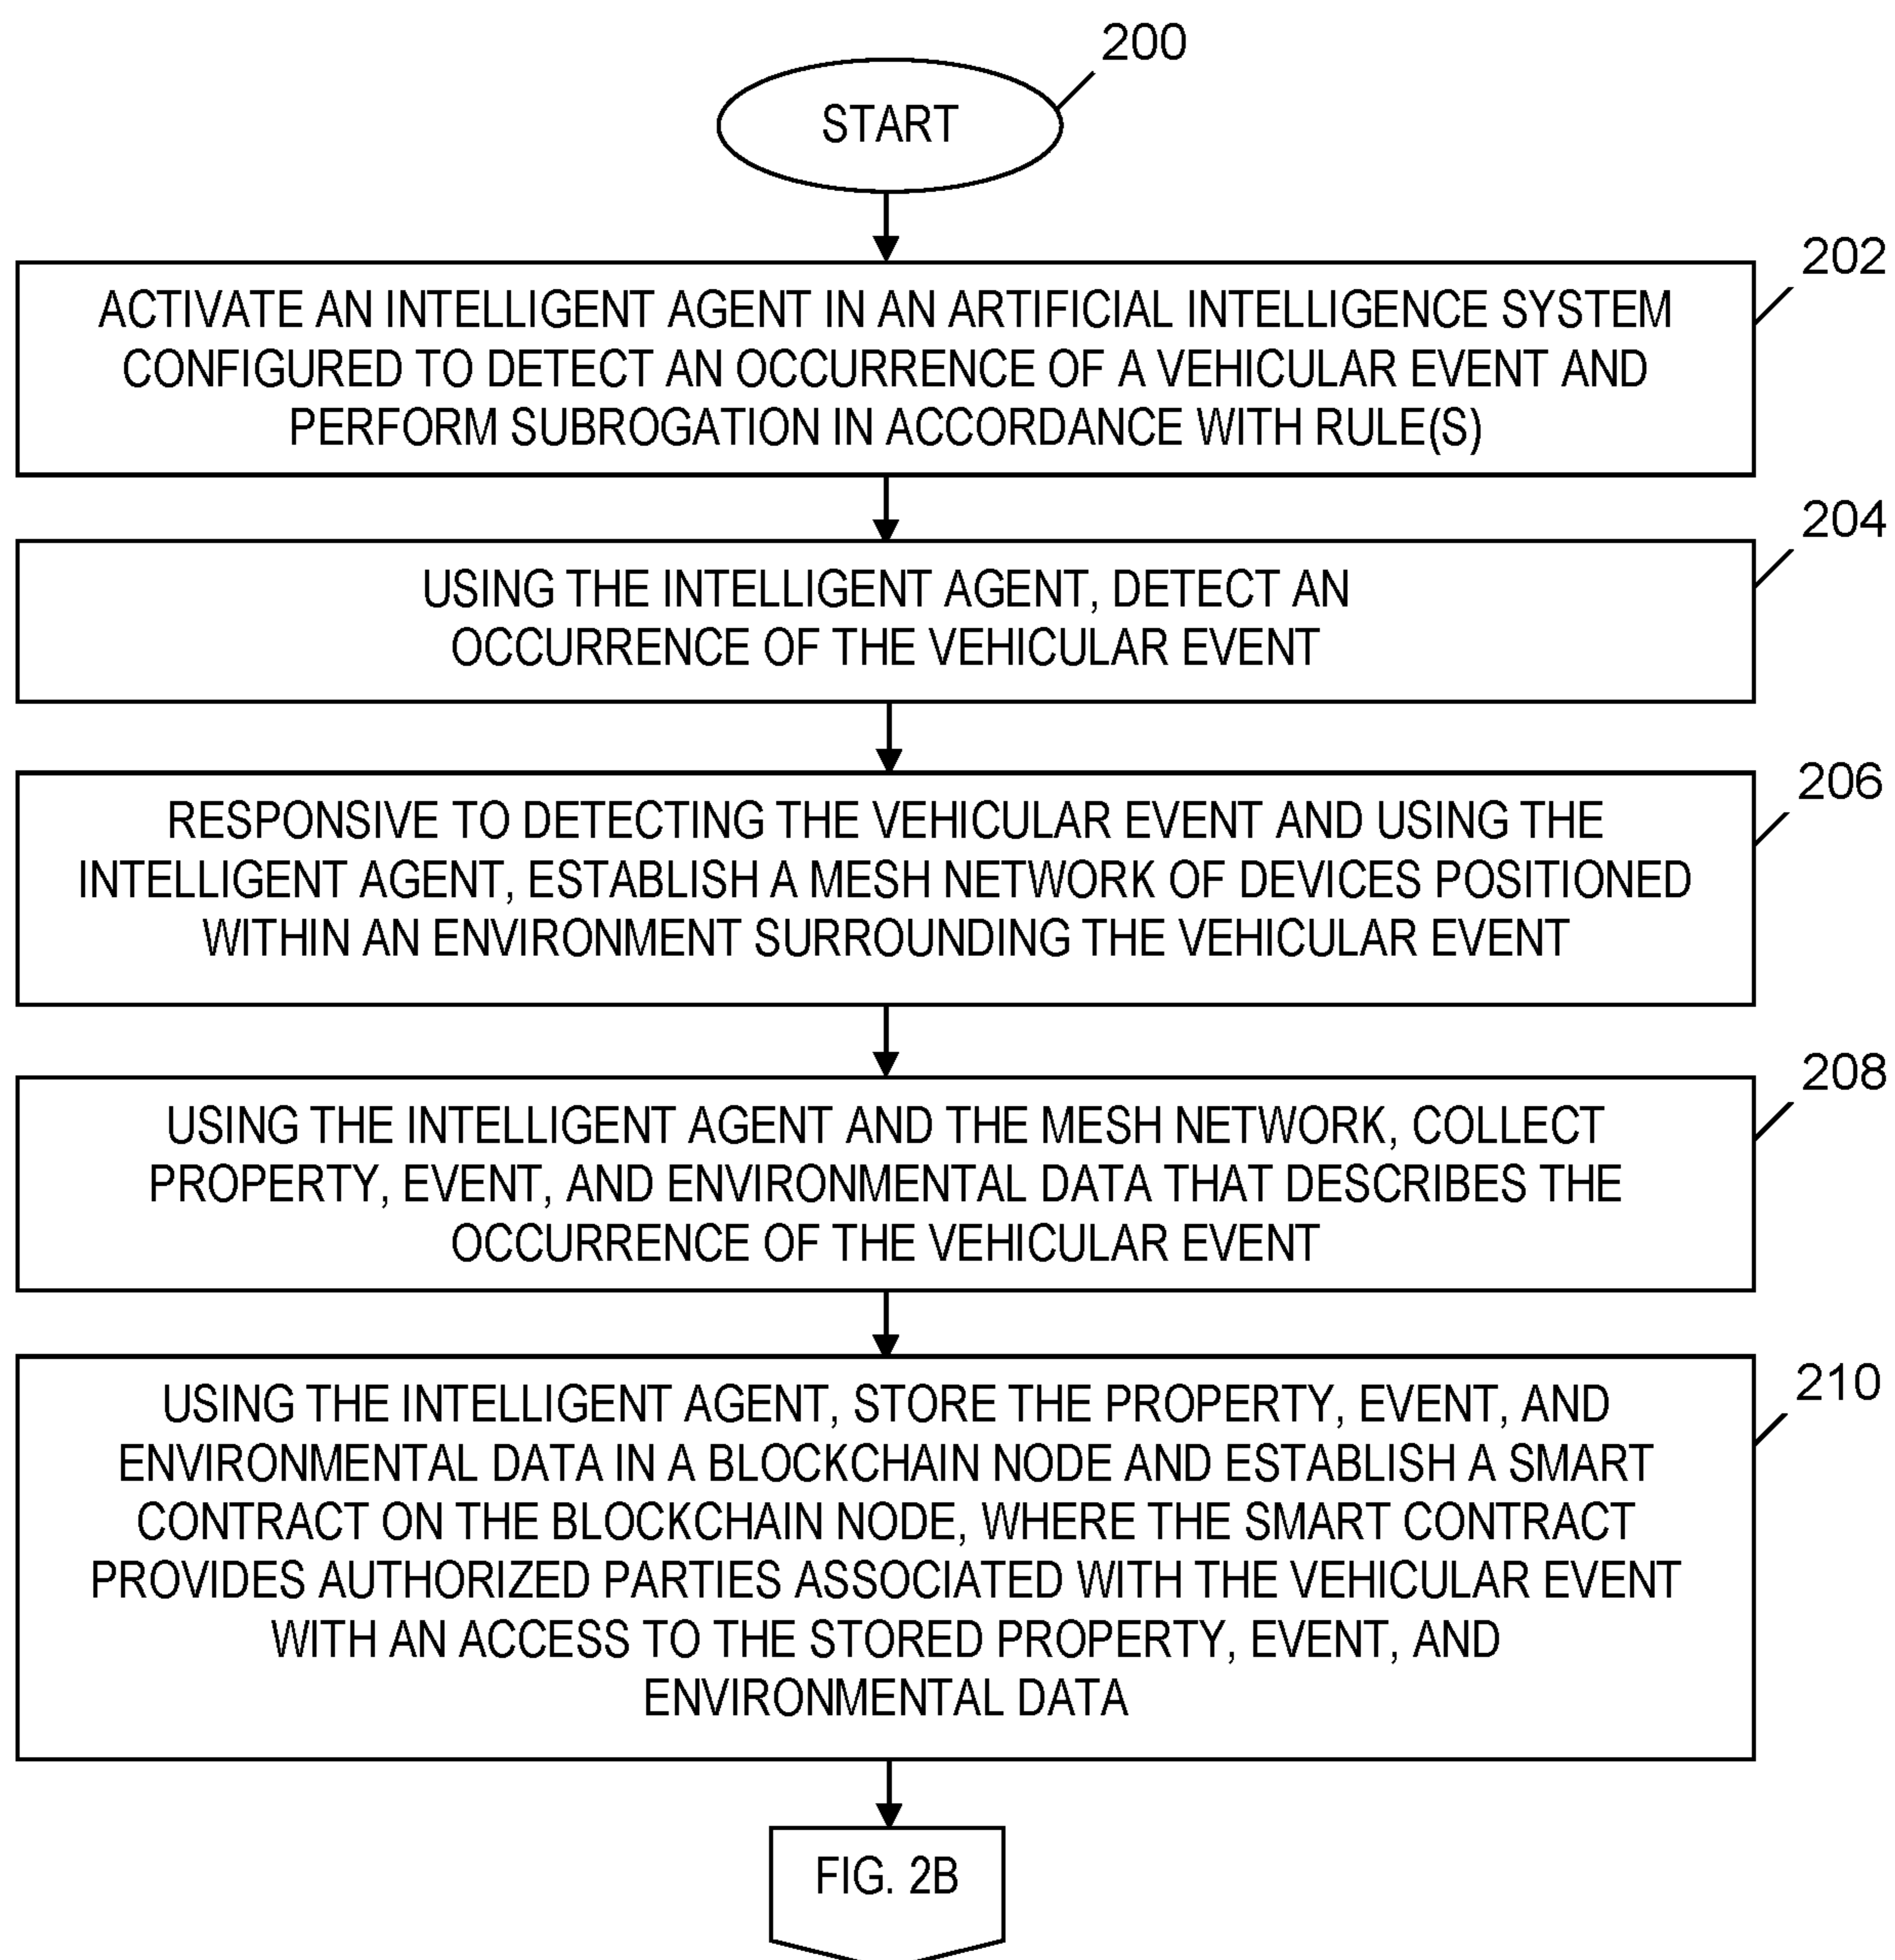 200
START
202
ACTIVATE AN INTELLIGENT AGENT IN AN ARTIFICIAL INTELLIGENCE SYSTEM
CONFIGURED TO DETECT AN OCCURRENCE OF A VEHICULAR EVENT AND
PERFORM SUBROGATION IN ACCORDANCE WITH RULE(S)
204
USING THE INTELLIGENT AGENT, DETECT AN
OCCURRENCE OF THE VEHICULAR EVENT
206
RESPONSIVE TO DETECTING THE VEHICULAR EVENT AND USING THE
INTELLIGENT AGENT, ESTABLISH A MESH NETWORK OF DEVICES POSITIONED
WITHIN AN ENVIRONMENT SURROUNDING THE VEHICULAR EVENT
208
USING THE INTELLIGENT AGENT AND THE MESH NETWORK, COLLECT
PROPERTY, EVENT, AND ENVIRONMENTAL DATA THAT DESCRIBES THE
OCCURRENCE OF THE VEHICULAR EVENT
210
USING THE INTELLIGENT AGENT, STORE THE PROPERTY, EVENT, AND
ENVIRONMENTAL DATA IN A BLOCKCHAIN NODE AND ESTABLISH A SMART
CONTRACT ON THE BLOCKCHAIN NODE, WHERE THE SMART CONTRACT
PROVIDES AUTHORIZED PARTIES ASSOCIATED WITH THE VEHICULAR EVENT
WITH AN ACCESS TO THE STORED PROPERTY, EVENT, AND
ENVIRONMENTAL DATA
FIG. 2B